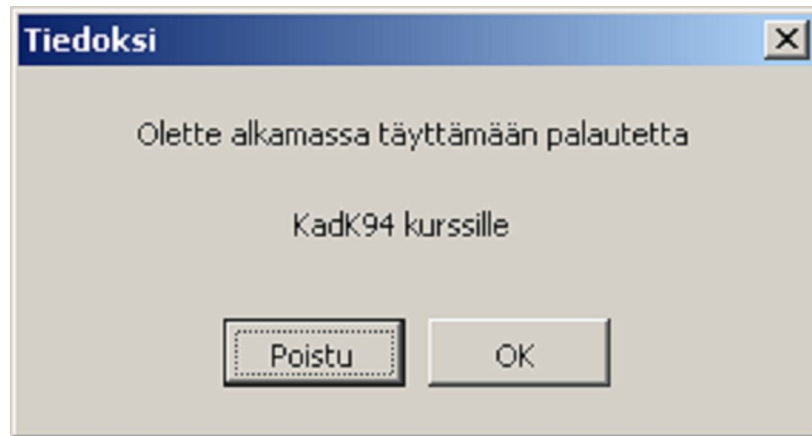 Tiedoksi
Olette alkamassa täyttämään palautetta
KadK94 kurssille
Poistu
OK